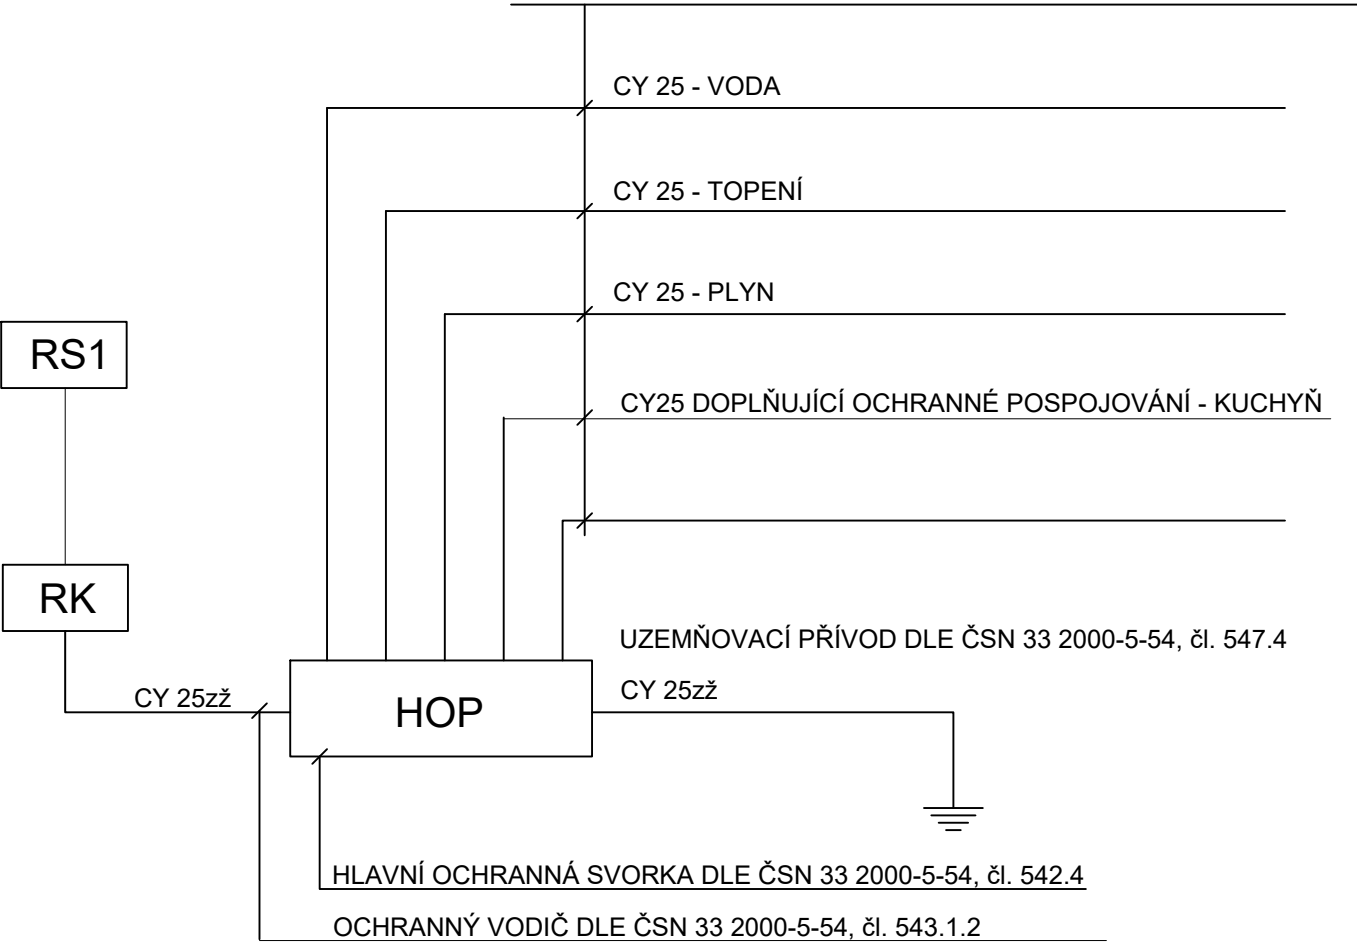 CY 25 - VODA
CY 25 - TOPENÍ
CY 25 - PLYN
RS1
CY25 DOPLŇUJÍCÍ OCHRANNÉ POSPOJOVÁNÍ - KUCHYŇ
RK
UZEMŇOVACÍ PŘÍVOD DLE ČSN 33 2000-5-54, čl. 547.4
CY 25zž
HOP
CY 25zž
HLAVNÍ OCHRANNÁ SVORKA DLE ČSN 33 2000-5-54, čl. 542.4
OCHRANNÝ VODIČ DLE ČSN 33 2000-5-54, čl. 543.1.2